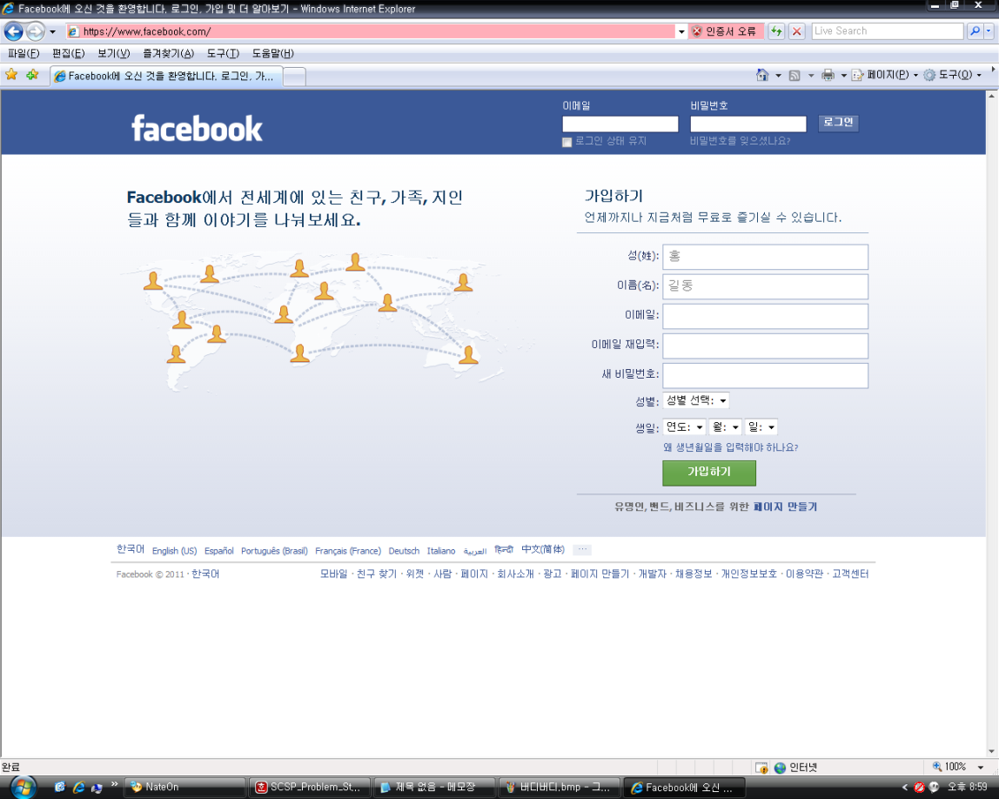 Facebook에 오신 것을 환영합니다. 로그인, 가입 및 더 알아보기 - Windows Internet Explorer
https://www.facebook.com/ 인증서 오류 Live Search
파일(F) 편집(E) 보기(V) 즐겨찾기(A) 도구(T) 도움말(H)
Facebook에 오신 것을 환영합니다. 로그인, 가... 페이지(P) 도구(O)
이메일 비밀번호
facebook
로그인
로그인 상태 유지 비밀번호를 잊으셨나요?
Facebook에서 전세계에 있는 친구, 가족, 지인
들과 함께 이야기를 나눠보세요.
가입하기
언제까지나 지금처럼 무료로 즐기실 수 있습니다.
성(姓): 홍
이름(名): 길동
이메일:
이메일 재입력:
새 비밀번호:
성별: 성별 선택:
생일: 연도: 월: 일:
왜 생년월일을 입력해야 하나요?
가입하기
유명인, 밴드, 비즈니스를 위한 페이지 만들기
한국어 English (US) Español Português (Brasil) Français (France) Deutsch Italiano العربية हिन्दी 中文(简体) ...
Facebook © 2011 · 한국어 모바일 · 친구 찾기 · 위젯 · 사람 · 페이지 · 회사소개 · 광고 · 페이지 만들기 · 개발자 · 채용정보 · 개인정보보호 · 이용약관 · 고객센터
완료 인터넷 100%
NateOn SCSP_Problem_St... 제목 없음 - 메모장 버디버디.bmp - 그... Facebook에 오신 ... 오후 8:59